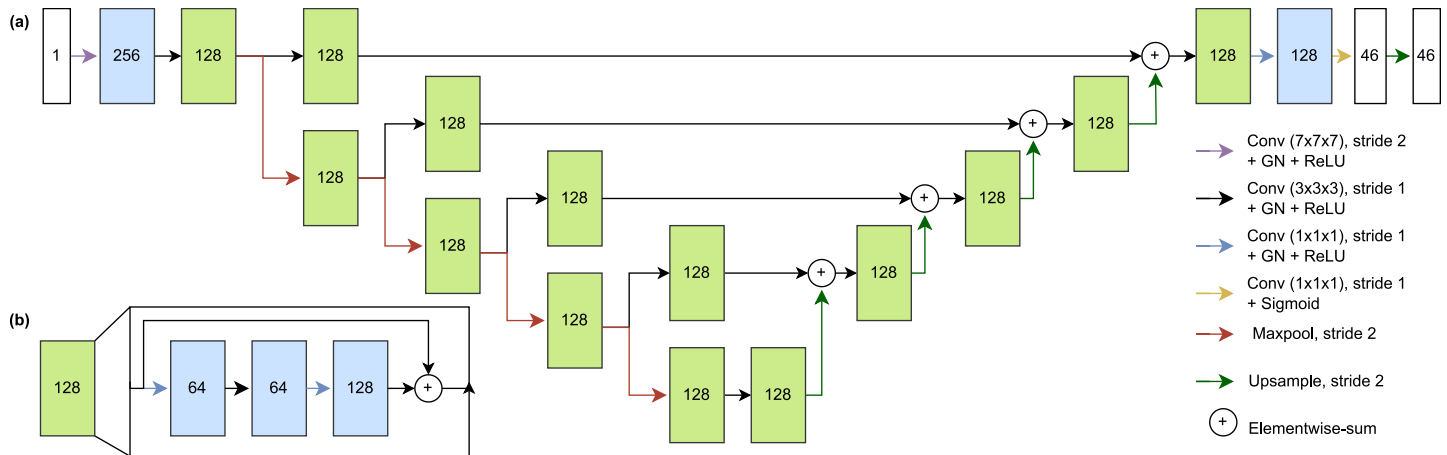 (a)
1
256
128
128
+
128
128
46
46
128
128
+
128
128
128
+
128
128
128
+
128
128
128
(b)
128
64
64
128
+
Conv (7x7x7), stride 2
+ GN + ReLU
Conv (3x3x3), stride 1
+ GN + ReLU
Conv (1x1x1), stride 1
+ GN + ReLU
Conv (1x1x1), stride 1
+ Sigmoid
Maxpool, stride 2
Upsample, stride 2
+
Elementwise-sum